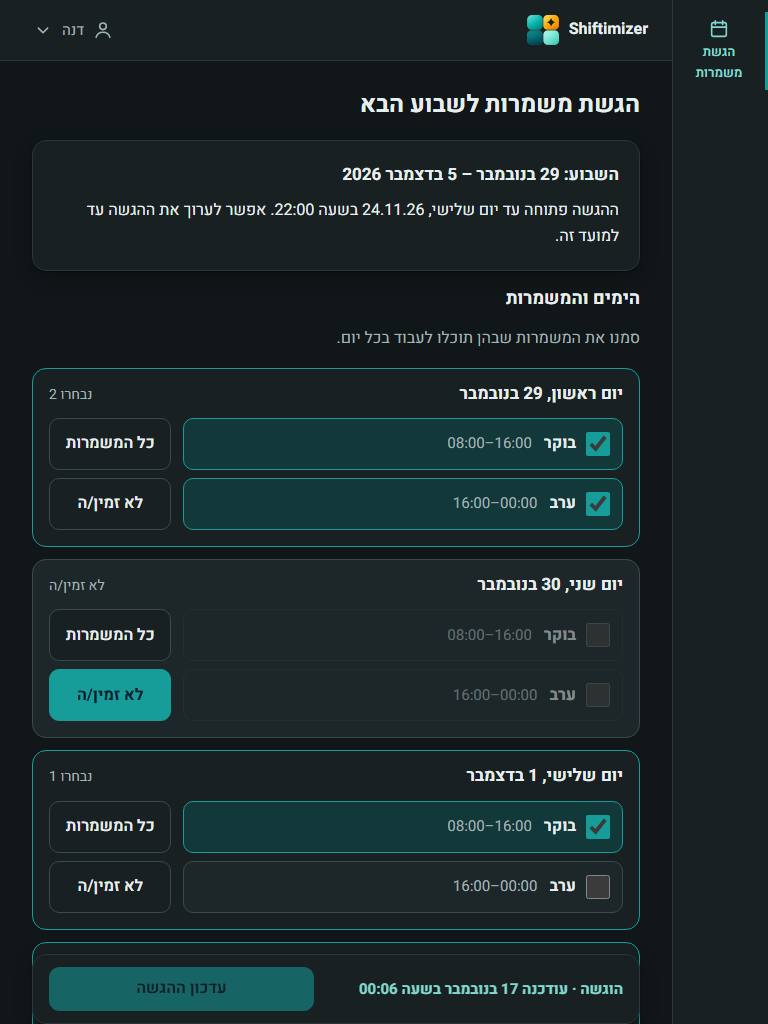 הגשת
משמרות
Shiftimizer
דנה
הגשת משמרות לשבוע הבא
השבוע: 29 בנובמבר – 5 בדצמבר 2026
ההגשה פתוחה עד יום שלישי, 24.11.26 בשעה 22:00. אפשר לערוך את ההגשה עד
למועד זה.
הימים והמשמרות
סמנו את המשמרות שבהן תוכלו לעבוד בכל יום.
יום ראשון, 29 בנובמבר
נבחרו 2
בוקר 08:00–16:00
כל המשמרות
ערב 16:00–00:00
לא זמין/ה
יום שני, 30 בנובמבר
לא זמין/ה
בוקר 08:00–16:00
כל המשמרות
ערב 16:00–00:00
לא זמין/ה
יום שלישי, 1 בדצמבר
נבחרו 1
בוקר 08:00–16:00
כל המשמרות
ערב 16:00–00:00
לא זמין/ה
הוגשה · עודכנה 17 בנובמבר בשעה 00:06
עדכון ההגשה